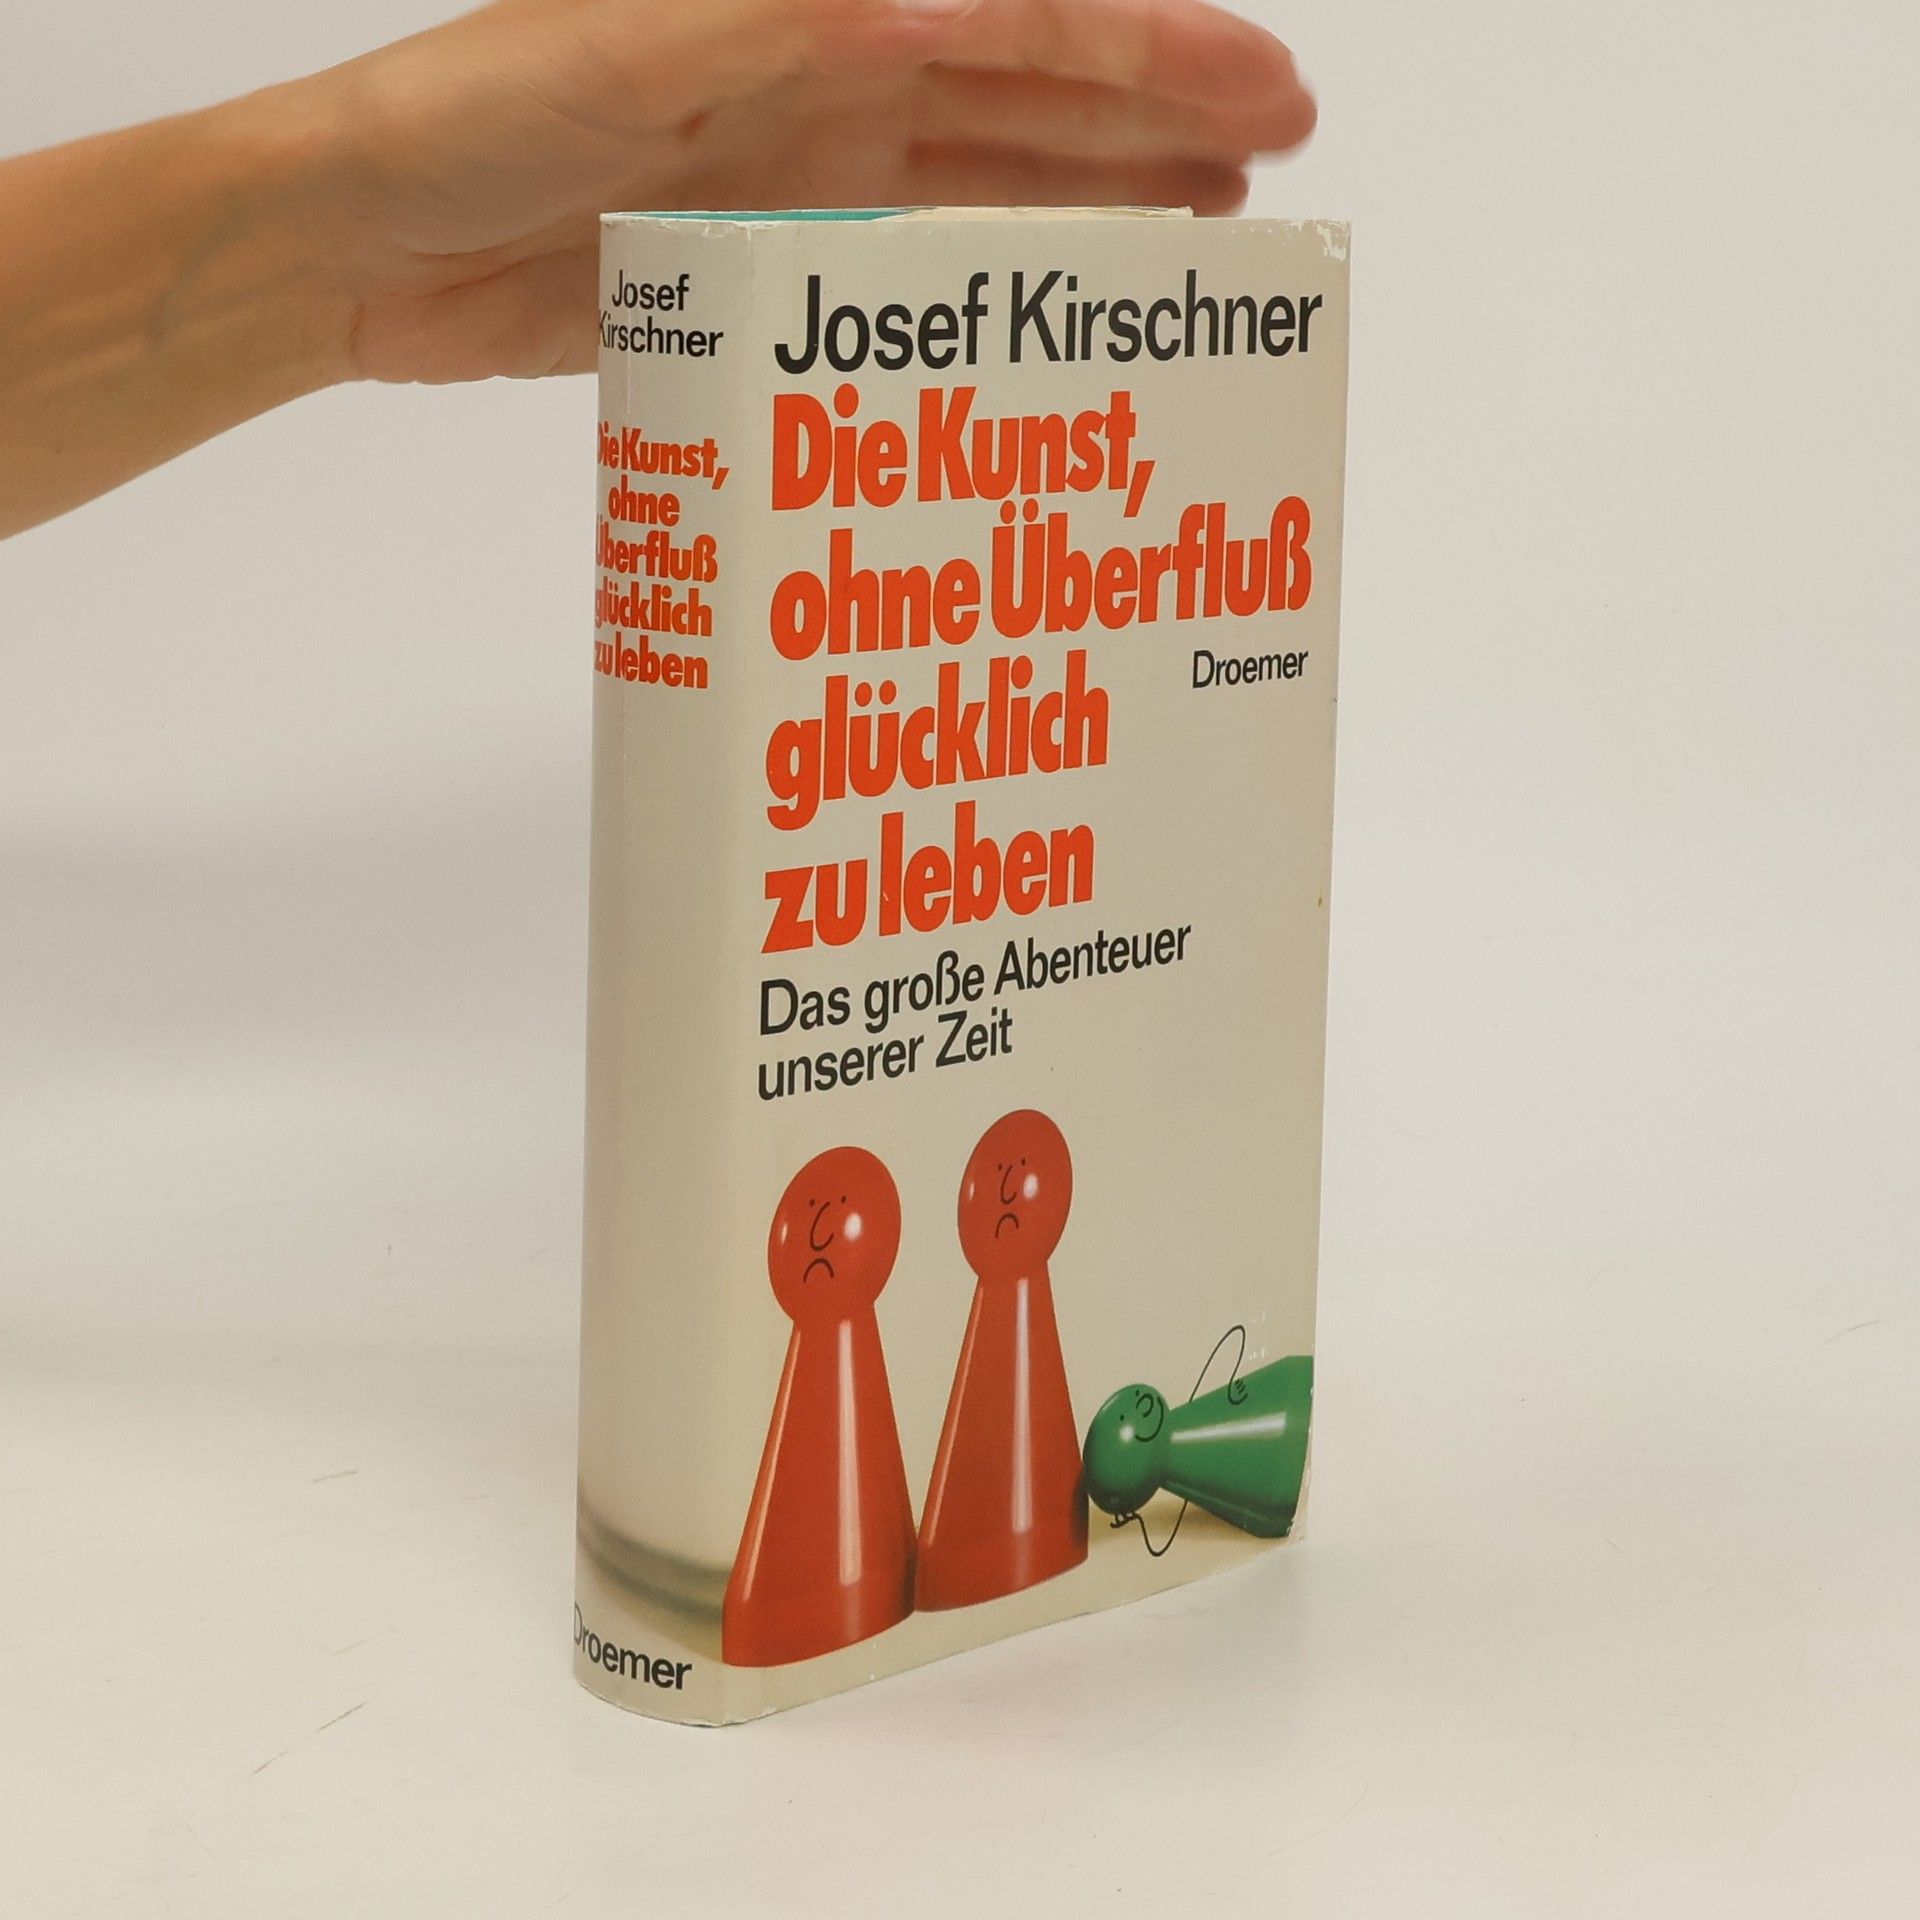 Josef
Kirschner
Die Kunst,
ohne
Überfluß
glücklich
zu leben
Droemer
Josef Kirschner
Die Kunst,
ohne Überfluß
glücklich
Droemer
zu leben
Das große Abenteuer
unserer Zeit